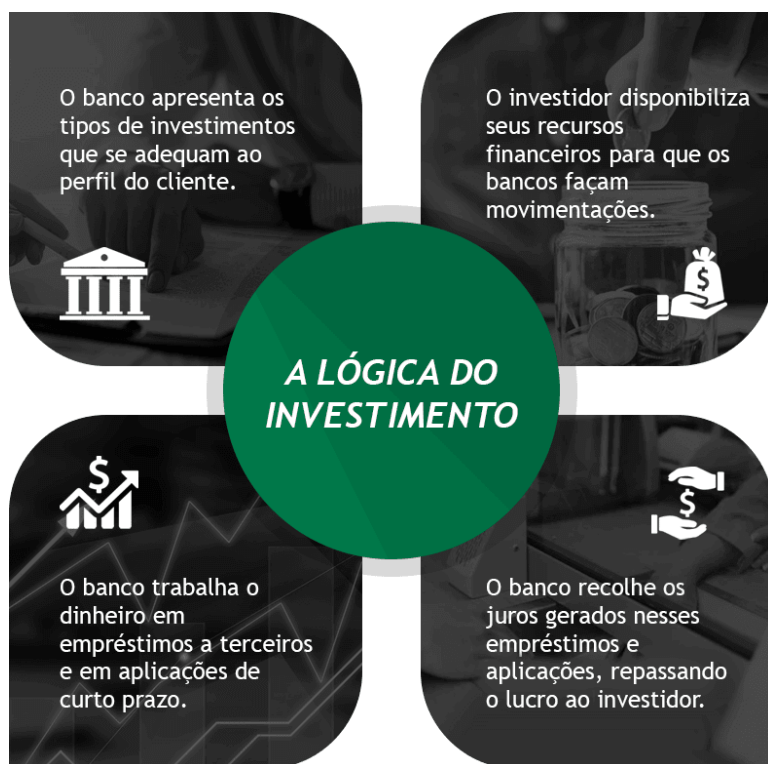 O banco apresenta os
tipos de investimentos
que se adequam ao
perfil do cliente.
O investidor disponibiliza
seus recursos
financeiros para que os
bancos façam
movimentações.
A LÓGICA DO
INVESTIMENTO
O banco trabalha o
dinheiro em
empréstimos a terceiros
e em aplicações de
curto prazo.
O banco recolhe os
juros gerados nesses
empréstimos e
aplicações, repassando
o lucro ao investidor.